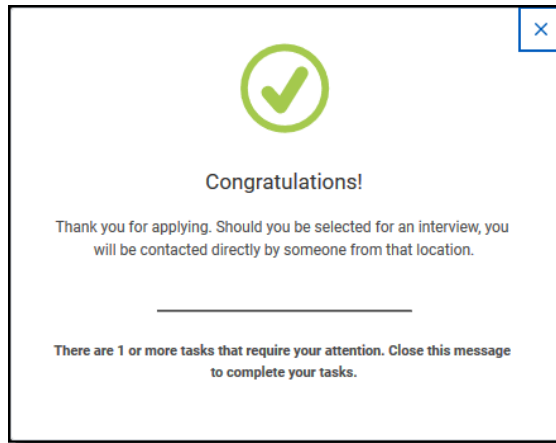 Congratulations!
Thank you for applying. Should you be selected for an interview, you
will be contacted directly by someone from that location.
There are 1 or more tasks that require your attention. Close this message
to complete your tasks.